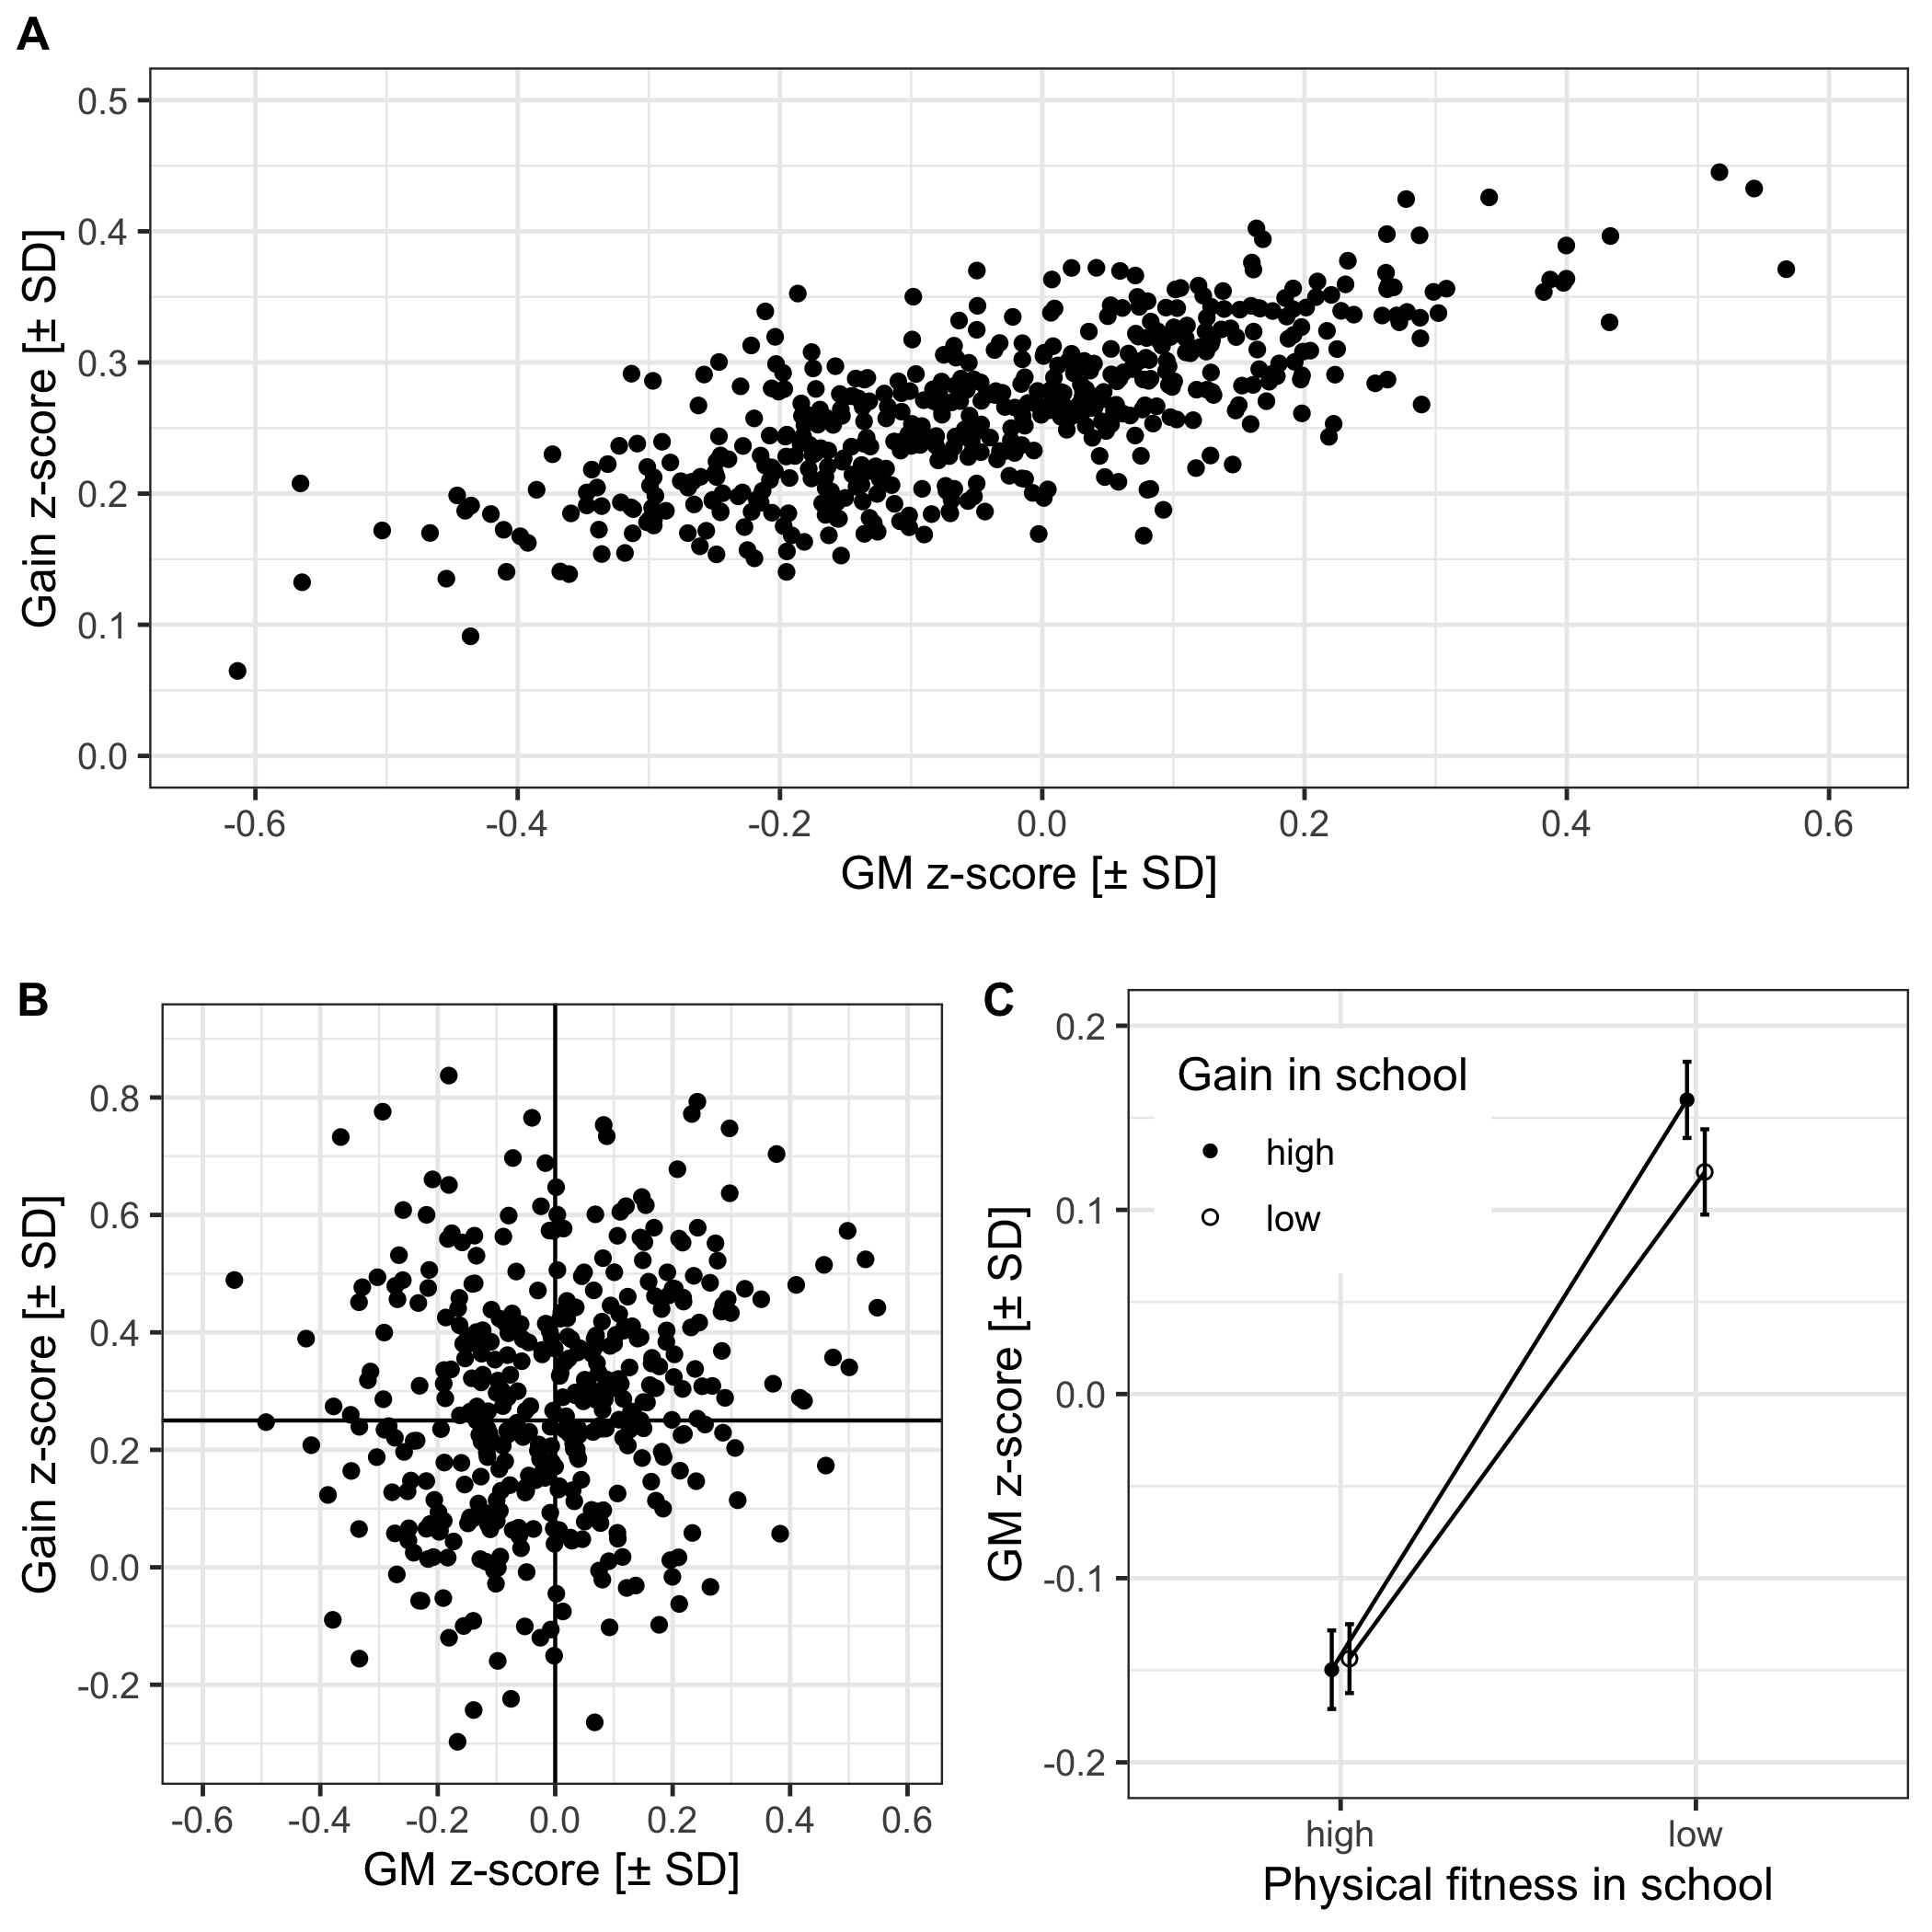 A
0.5
0.4
0.3
0.2
0.1
0.0
Gain z-score [± SD]
-0.6 -0.4 -0.2 0.0 0.2 0.4 0.6
GM z-score [± SD]
B
0.8
0.6
0.4
0.2
0.0
-0.2
Gain z-score [± SD]
-0.6 -0.4 -0.2 0.0 0.2 0.4 0.6
GM z-score [± SD]
C
0.2
0.1
0.0
-0.1
-0.2
GM z-score [± SD]
Gain in school
high
low
high low
Physical fitness in school